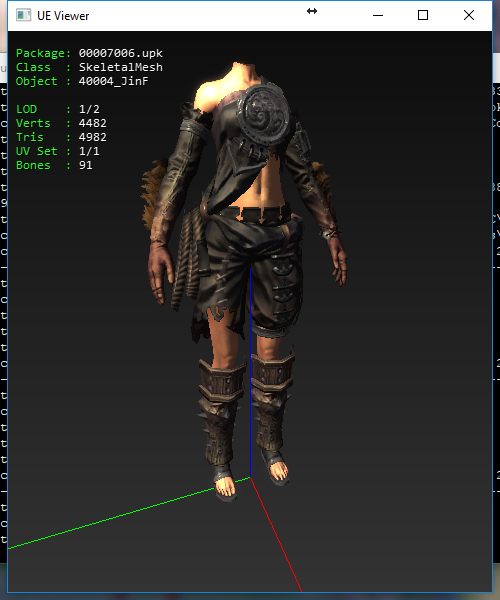 UE Viewer
Package: 00007006.upk
Class : SkeletalMesh
Object : 40004_JinF
LOD : 1/2
Verts : 4482
Tris : 4982
UV Set : 1/1
Bones : 91